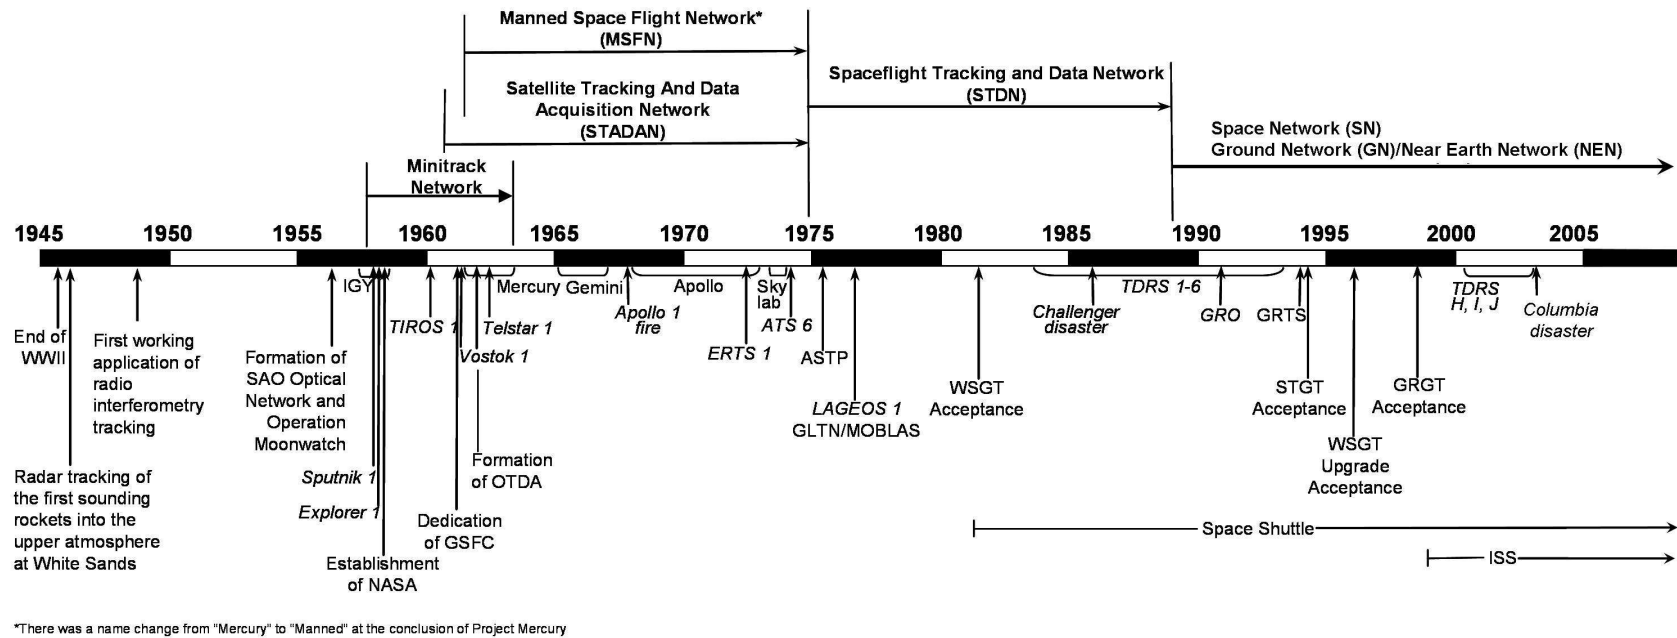 Manned Space Flight Network*
(MSFN)
Satellite Tracking And Data
Acquisition Network
(STADAN)
Minitrack
Network
Spaceflight Tracking and Data Network
(STDN)
Space Network (SN)
Ground Network (GN)/Near Earth Network (NEN)
1945 1950 1955 1960 1965 1970 1975 1980 1985 1990 1995 2000 2005
End of
WWII
Radar tracking of
the first sounding
rockets into the
upper atmosphere
at White Sands
First working
application of
radio
interferometry
tracking
Formation of
SAO Optical
Network and
Operation
Moonwatch
IGY
Sputnik 1
Explorer 1
Establishment
of NASA
TIROS 1
Dedication
of GSFC
Vostok 1
Formation
of OTDA
Telstar 1
Mercury
Gemini
Apollo 1
fire
Apollo
ERTS 1
Sky
lab
ATS 6
ASTP
LAGEOS 1
GLTN/MOBLAS
WSGT
Acceptance
Challenger
disaster
TDRS 1-6
GRO
GRTS
STGT
Acceptance
WSGT
Upgrade
Acceptance
GRGT
Acceptance
TDRS
H, I, J
Columbia
disaster
Space Shuttle
ISS
*There was a name change from "Mercury" to "Manned" at the conclusion of Project Mercury